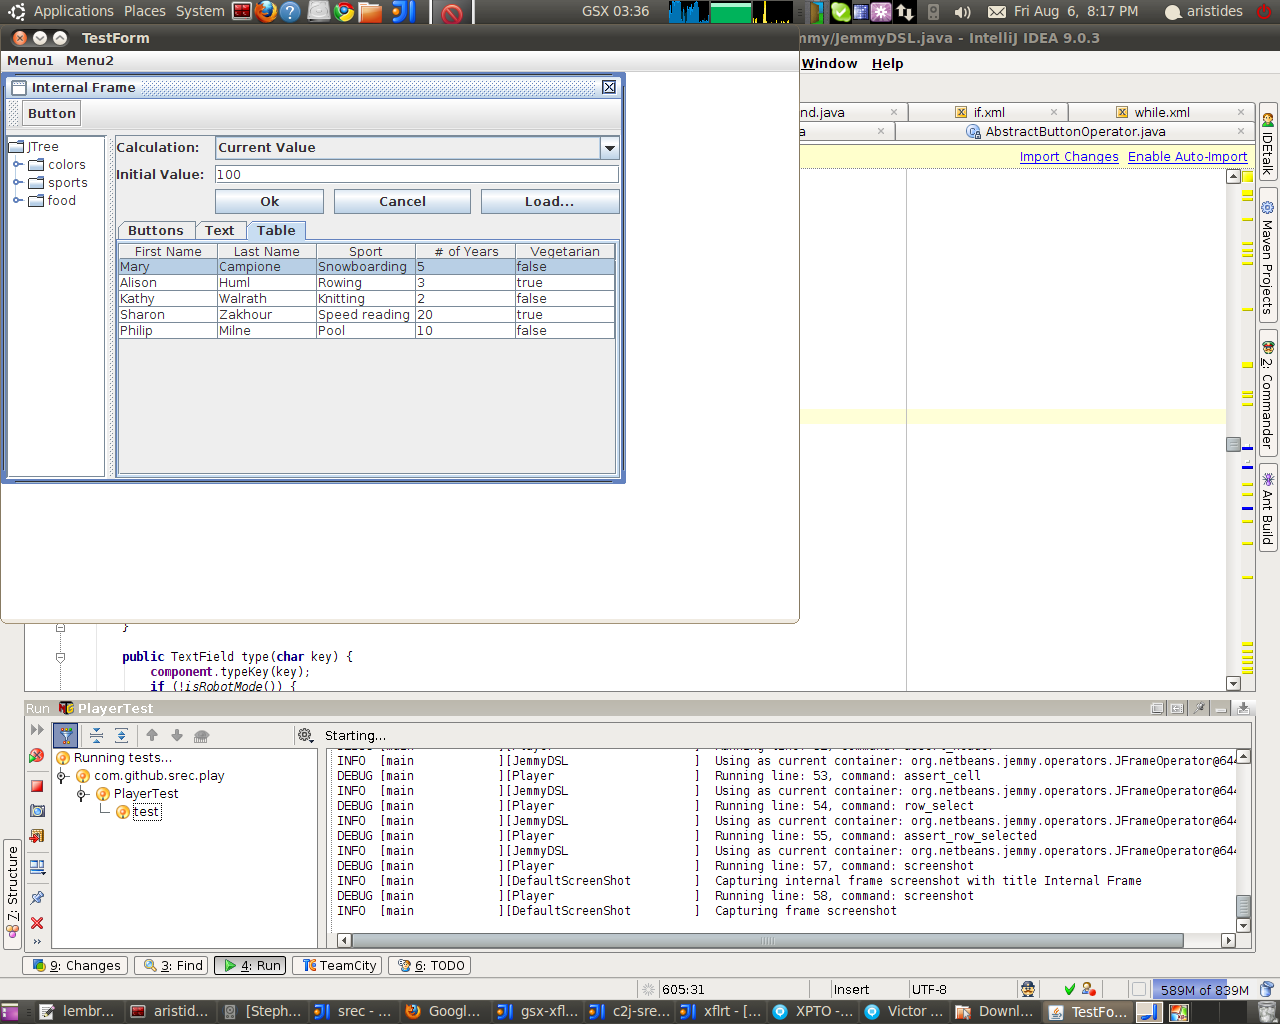 Applications Places System GSX 03:36 Fri Aug 6, 8:17 PM aristides
TestForm
mmy/JemmyDSL.java - IntelliJ IDEA 9.0.3
Menu1 Menu2
Window Help
Internal Frame
Button
nd.java if.xml while.xml
a AbstractButtonOperator.java
Import Changes Enable Auto-Import
JTree
colors
sports
food
Calculation: Current Value
Initial Value: 100
Ok Cancel Load...
Buttons Text Table
First Name Last Name Sport # of Years Vegetarian
Mary Campione Snowboarding 5 false
Alison Huml Rowing 3 true
Kathy Walrath Knitting 2 false
Sharon Zakhour Speed reading 20 true
Philip Milne Pool 10 false
IDEtalk
Maven Projects
2: Commander
Ant Build
}
public TextField type(char key) {
component.typeKey(key);
if (!isRobotMode()) {
Run PlayerTest
Starting...
Running tests...
com.github.srec.play
PlayerTest
test
DEBUG [main ][Player ] Running line: 52, command: assert_header
INFO [main ][JemmyDSL ] Using as current container: org.netbeans.jemmy.operators.JFrameOperator@644
DEBUG [main ][Player ] Running line: 53, command: assert_cell
INFO [main ][JemmyDSL ] Using as current container: org.netbeans.jemmy.operators.JFrameOperator@644
DEBUG [main ][Player ] Running line: 54, command: row_select
INFO [main ][JemmyDSL ] Using as current container: org.netbeans.jemmy.operators.JFrameOperator@644
DEBUG [main ][Player ] Running line: 55, command: assert_row_selected
INFO [main ][JemmyDSL ] Using as current container: org.netbeans.jemmy.operators.JFrameOperator@644
DEBUG [main ][Player ] Running line: 57, command: screenshot
INFO [main ][DefaultScreenShot ] Capturing internal frame screenshot with title Internal Frame
DEBUG [main ][Player ] Running line: 58, command: screenshot
INFO [main ][DefaultScreenShot ] Capturing frame screenshot
7: Structure
9: Changes 3: Find 4: Run TeamCity 6: TODO
605:31 Insert UTF-8 589M of 839M
lembr... aristid... [Steph... srec - ... Googl... gsx-xfl... c2j-sre... xflrt - [... XPTO - ... Victor ... Downl... TestFo...